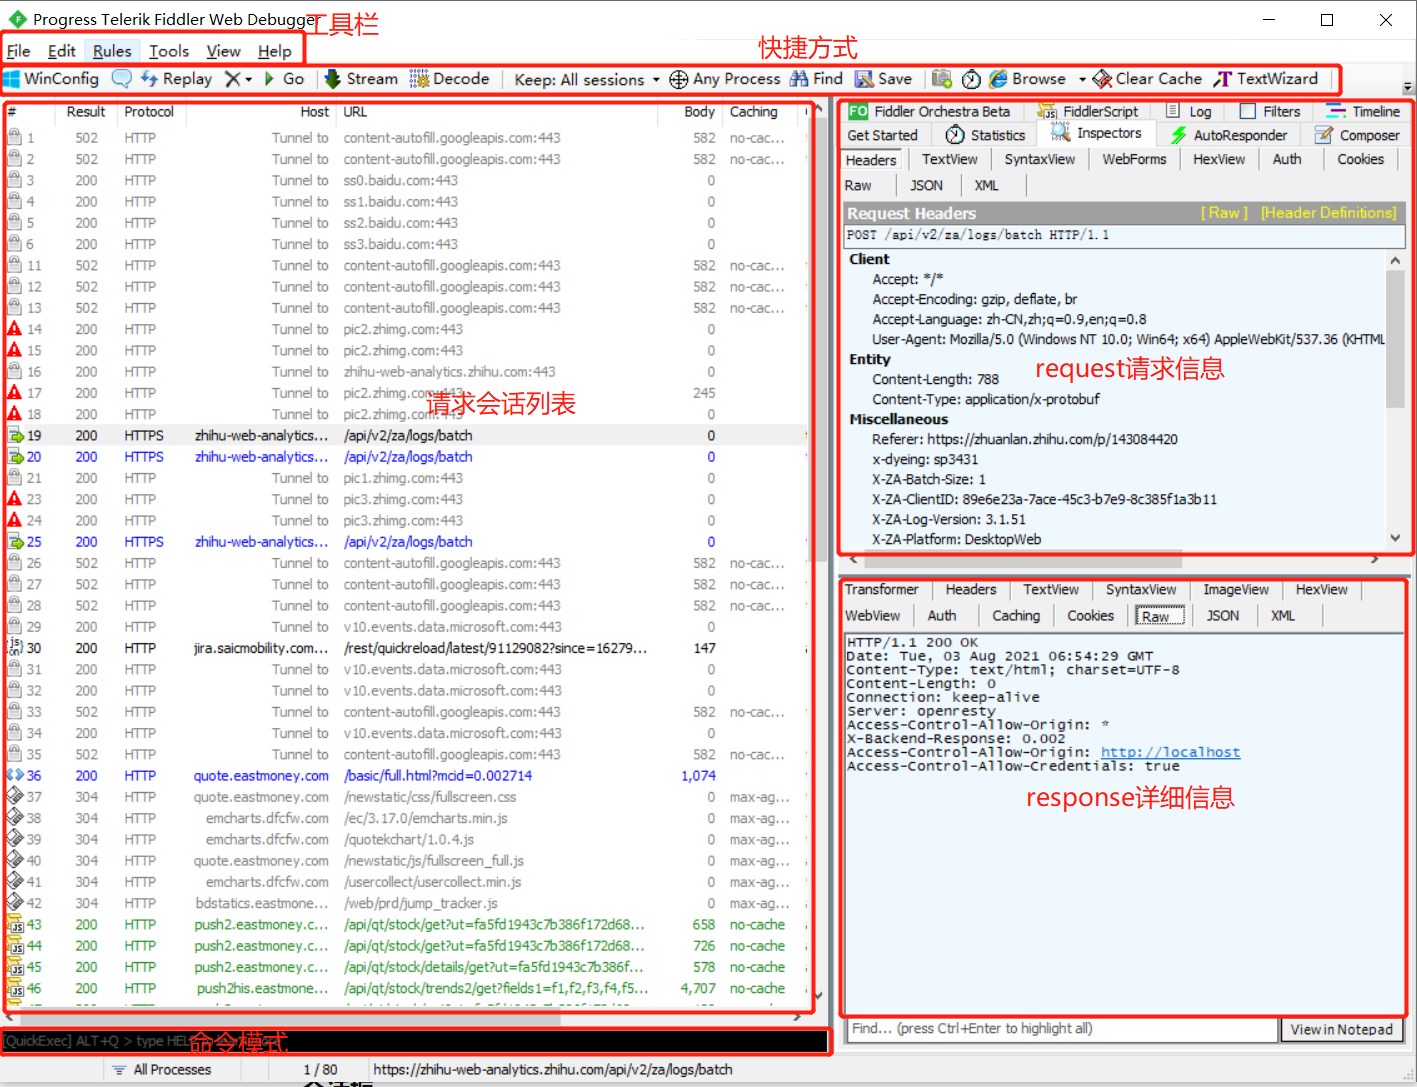 Progress Telerik Fiddler Web Debugger
工具栏
File Edit Rules Tools View Help
快捷方式
WinConfig Replay Go Stream Decode Keep: All sessions Any Process Find Save Browse Clear Cache TextWizard
# Result Protocol Host URL Body Caching
1 502 HTTP Tunnel to content-autofill.googleapis.com:443 582 no-cac...
2 502 HTTP Tunnel to content-autofill.googleapis.com:443 582 no-cac...
3 200 HTTP Tunnel to ss0.baidu.com:443 0
4 200 HTTP Tunnel to ss1.baidu.com:443 0
5 200 HTTP Tunnel to ss2.baidu.com:443 0
6 200 HTTP Tunnel to ss3.baidu.com:443 0
11 502 HTTP Tunnel to content-autofill.googleapis.com:443 582 no-cac...
12 502 HTTP Tunnel to content-autofill.googleapis.com:443 582 no-cac...
13 502 HTTP Tunnel to content-autofill.googleapis.com:443 582 no-cac...
14 200 HTTP Tunnel to pic2.zhimg.com:443 0
15 200 HTTP Tunnel to pic2.zhimg.com:443 0
16 200 HTTP Tunnel to zhihu-web-analytics.zhihu.com:443 0
17 200 HTTP Tunnel to pic2.zhimg.com:443 245
请求会话列表
18 200 HTTP Tunnel to pic2.zhimg.com:443 0
19 200 HTTPS zhihu-web-analytics... /api/v2/za/logs/batch 0
20 200 HTTPS zhihu-web-analytics... /api/v2/za/logs/batch 0
21 200 HTTP Tunnel to pic1.zhimg.com:443 0
23 200 HTTP Tunnel to pic3.zhimg.com:443 0
24 200 HTTP Tunnel to pic3.zhimg.com:443 0
25 200 HTTPS zhihu-web-analytics... /api/v2/za/logs/batch 0
26 502 HTTP Tunnel to content-autofill.googleapis.com:443 582 no-cac...
27 502 HTTP Tunnel to content-autofill.googleapis.com:443 582 no-cac...
28 502 HTTP Tunnel to content-autofill.googleapis.com:443 582 no-cac...
29 200 HTTP Tunnel to v10.events.data.microsoft.com:443 0
30 200 HTTP jira.saicmobility.com... /rest/quickreload/latest/91129082?since=16279... 147
31 200 HTTP Tunnel to v10.events.data.microsoft.com:443 0
32 200 HTTP Tunnel to v10.events.data.microsoft.com:443 0
33 502 HTTP Tunnel to content-autofill.googleapis.com:443 582 no-cac...
34 200 HTTP Tunnel to v10.events.data.microsoft.com:443 0
35 502 HTTP Tunnel to content-autofill.googleapis.com:443 582 no-cac...
36 200 HTTP quote.eastmoney.com /basic/full.html?mcid=0.002714 1,074
37 304 HTTP quote.eastmoney.com /newstatic/css/fullscreen.css 0 max-ag...
38 304 HTTP emcharts.dfcfw.com /ec/3.17.0/emcharts.min.js 0 max-ag...
39 304 HTTP emcharts.dfcfw.com /quotekchart/1.0.4.js 0 max-ag...
40 304 HTTP quote.eastmoney.com /newstatic/js/fullscreen_full.js 0 max-ag...
41 304 HTTP emcharts.dfcfw.com /usercollect/usercollect.min.js 0 max-ag...
42 304 HTTP bdstatics.eastmone... /web/prd/jump_tracker.js 0 max-ag...
43 200 HTTP push2.eastmoney.c... /api/qt/stock/get?ut=fa5fd1943c7b386f172d68... 658 no-cache
44 200 HTTP push2.eastmoney.c... /api/qt/stock/get?ut=fa5fd1943c7b386f172d68... 726 no-cache
45 200 HTTP push2.eastmoney.c... /api/qt/stock/details/get?ut=fa5fd1943c7b386f... 578 no-cache
46 200 HTTP push2his.eastmone... /api/qt/stock/trends2/get?fields1=f1,f2,f3,f4,f5... 4,707 no-cache
[QuickExec] ALT+Q > type HEL
命令模式
All Processes 1 / 80 https://zhihu-web-analytics.zhihu.com/api/v2/za/logs/batch
FO Fiddler Orchestra Beta FiddlerScript Log Filters Timeline
Get Started Statistics Inspectors AutoResponder Composer
Headers TextView SyntaxView WebForms HexView Auth Cookies
Raw JSON XML
Request Headers [ Raw ] [Header Definitions]
POST /api/v2/za/logs/batch HTTP/1.1
Client
Accept: */*
Accept-Encoding: gzip, deflate, br
Accept-Language: zh-CN,zh;q=0.9,en;q=0.8
User-Agent: Mozilla/5.0 (Windows NT 10.0; Win64; x64) AppleWebKit/537.36 (KHTML
Entity
request请求信息
Content-Length: 788
Content-Type: application/x-protobuf
Miscellaneous
Referer: https://zhuanlan.zhihu.com/p/143084420
x-dyeing: sp3431
X-ZA-Batch-Size: 1
X-ZA-ClientID: 89e6e23a-7ace-45c3-b7e9-8c385f1a3b11
X-ZA-Log-Version: 3.1.51
X-ZA-Platform: DesktopWeb
Transformer Headers TextView SyntaxView ImageView HexView
WebView Auth Caching Cookies Raw JSON XML
HTTP/1.1 200 OK
Date: Tue, 03 Aug 2021 06:54:29 GMT
Content-Type: text/html; charset=UTF-8
Content-Length: 0
Connection: keep-alive
Server: openresty
Access-Control-Allow-Origin: *
X-Backend-Response: 0.002
Access-Control-Allow-Origin: http://localhost
Access-Control-Allow-Credentials: true
response详细信息
Find... (press Ctrl+Enter to highlight all) View in Notepad